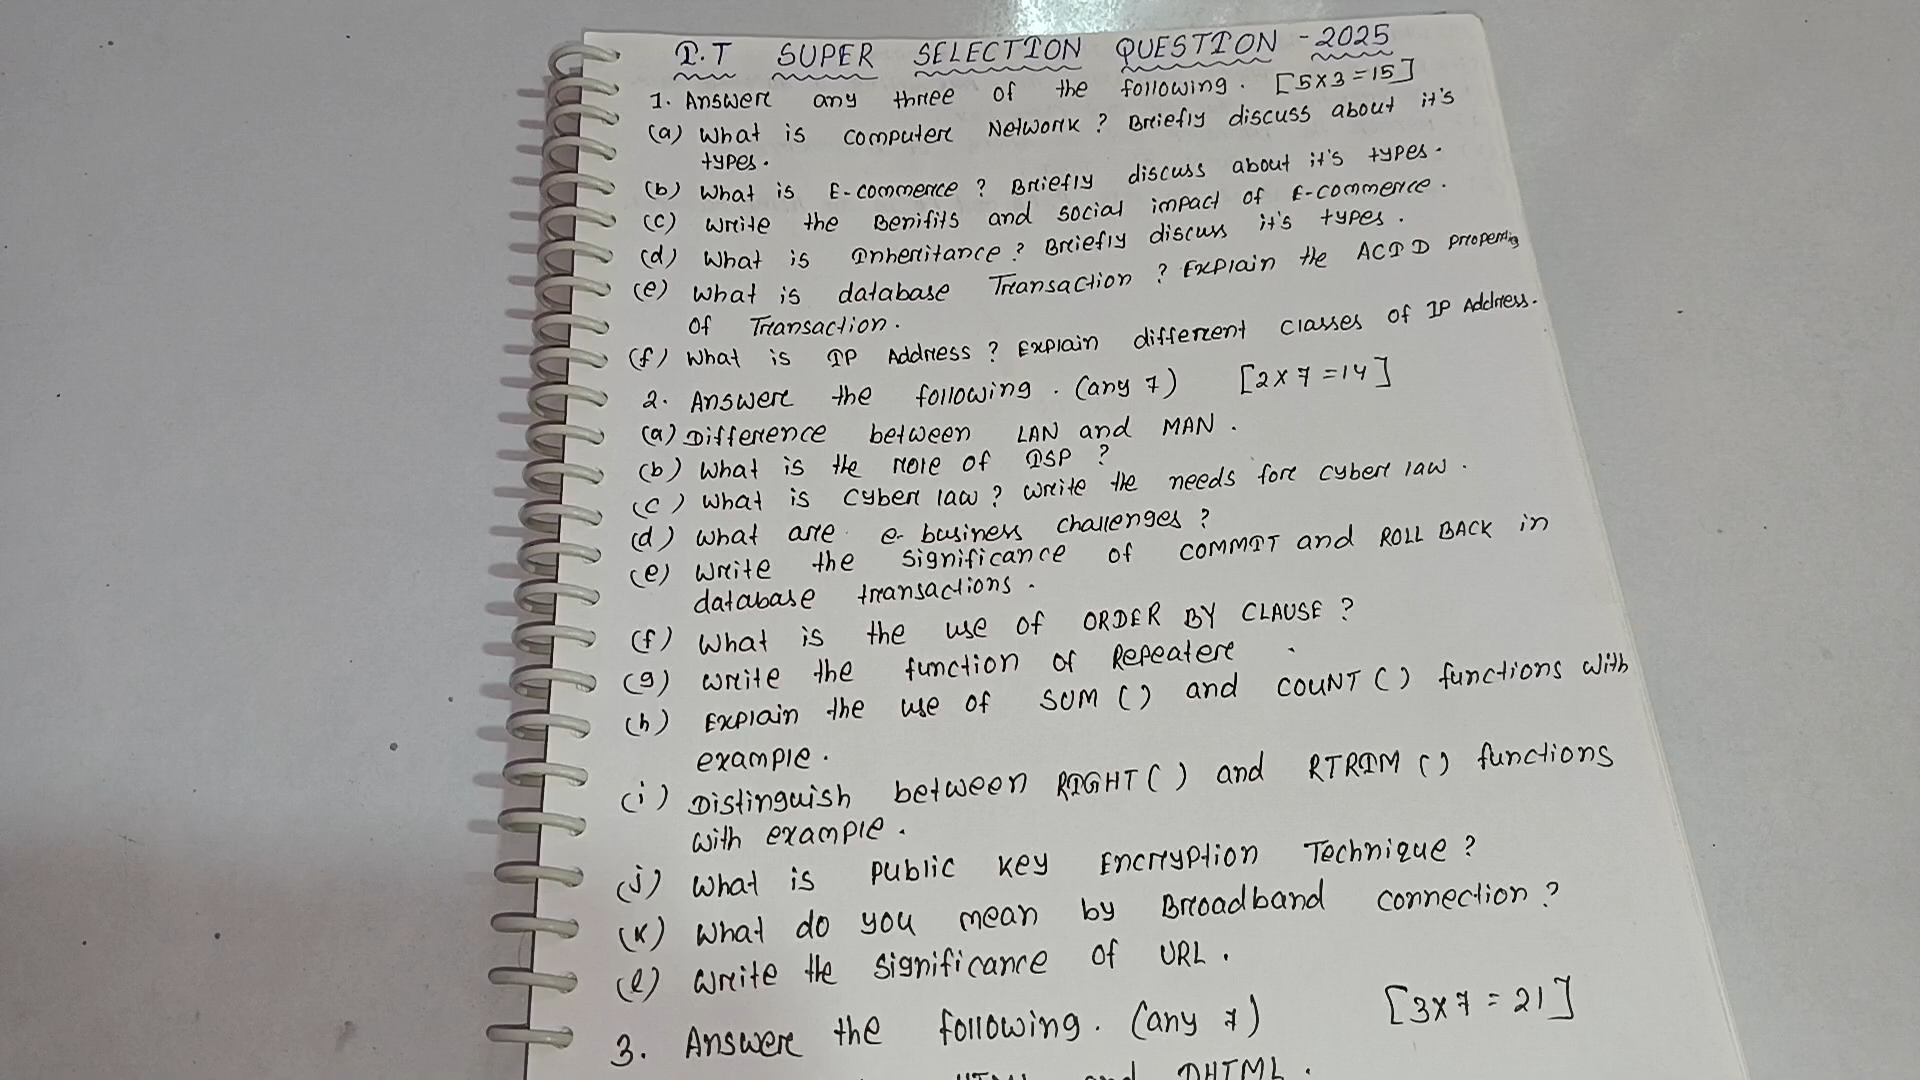 I.T SUPER SELECTION QUESTION - 2025
1. Answer any three of the following. [5x3=15]
(a) What is computer Network? Briefly discuss about it's
types.
(b) What is E-commerce? Briefly discuss about it's types.
(c) Write the Benifits and social impact of E-commerce.
(d) What is Inheritance? Briefly discuss it's types.
(e) What is database Transaction? Explain the ACID properties
of Transaction.
(f) What is IP Address? Explain different classes of IP Address.
2. Answer the following. (any 7) [2x7=14]
(a) Difference between LAN and MAN.
(b) What is the role of ISP?
(c) What is cyber law? Write the needs for cyber law.
(d) What are e-business challenges?
(e) Write the significance of COMMIT and ROLL BACK in
database transactions.
(f) What is the use of ORDER BY CLAUSE?
(g) Write the function of Repeater.
(h) Explain the use of SUM() and COUNT() functions with
example.
(i) Distinguish between RIGHT() and RTRIM() functions
with example.
(j) What is public key Encryption Technique?
(k) What do you mean by Broadband connection?
(l) Write the significance of URL.
3. Answer the following. (any 7) [3x7=21]
HTML and DHTML.